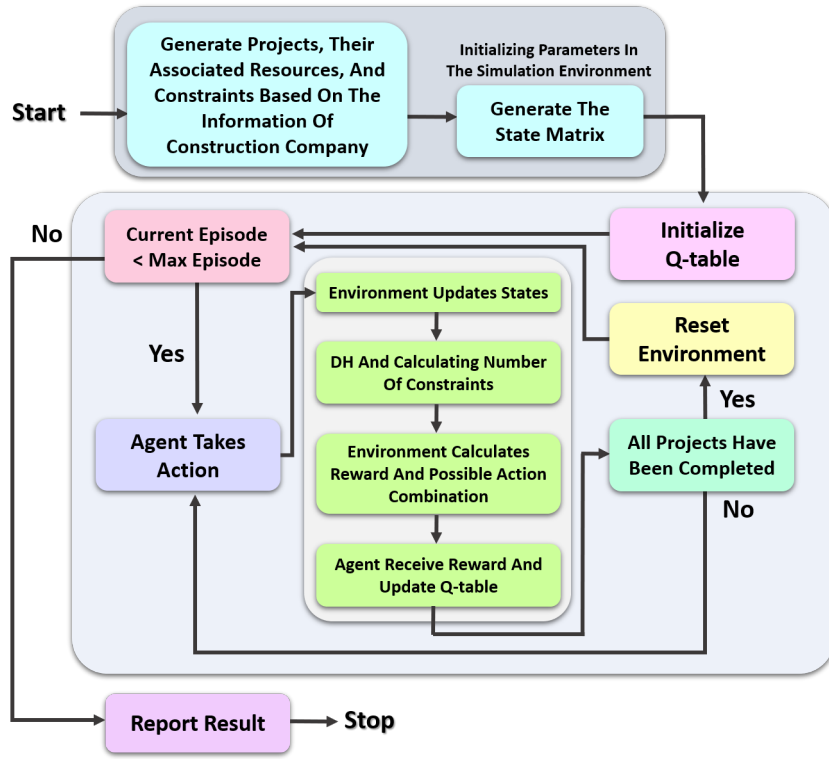 Generate Projects, Their
Associated Resources, And
Constraints Based On The
Information Of
Construction Company
Initializing Parameters In
The Simulation Environment
Start
Generate The
State Matrix
No
Current Episode
< Max Episode
Initialize
Q-table
Environment Updates States
Reset
Environment
Yes
DH And Calculating Number
Of Constraints
Yes
Agent Takes
Action
Environment Calculates
Reward And Possible Action
Combination
All Projects Have
Been Completed
No
Agent Receive Reward And
Update Q-table
Report Result
Stop